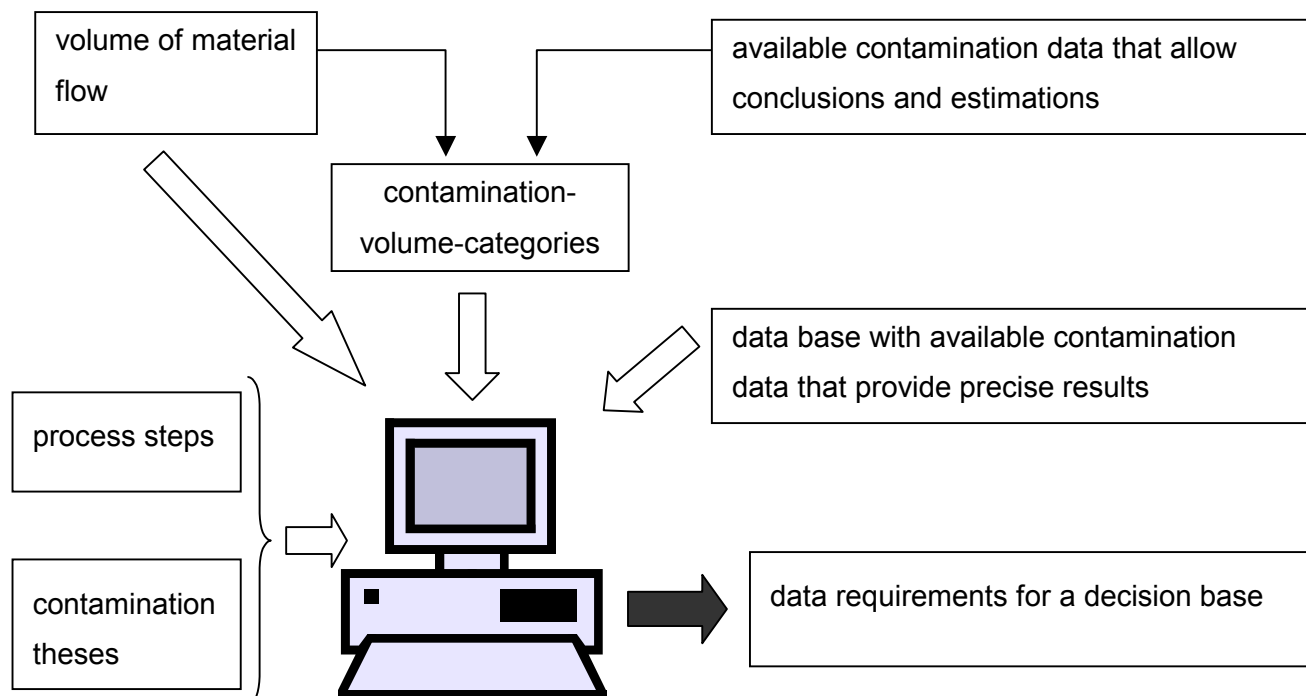 volume of material
flow
available contamination data that allow
conclusions and estimations
contamination-
volume-categories
data base with available contamination
data that provide precise results
process steps
contamination
theses
data requirements for a decision base